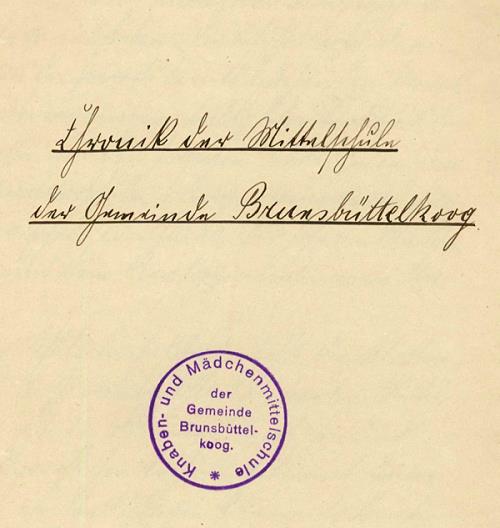 Chronik der Mittelschule
der Gemeinde Brunsbüttelkoog.
Knaben- und Mädchenmittelschule *
der
Gemeinde
Brunsbüttel-
koog.